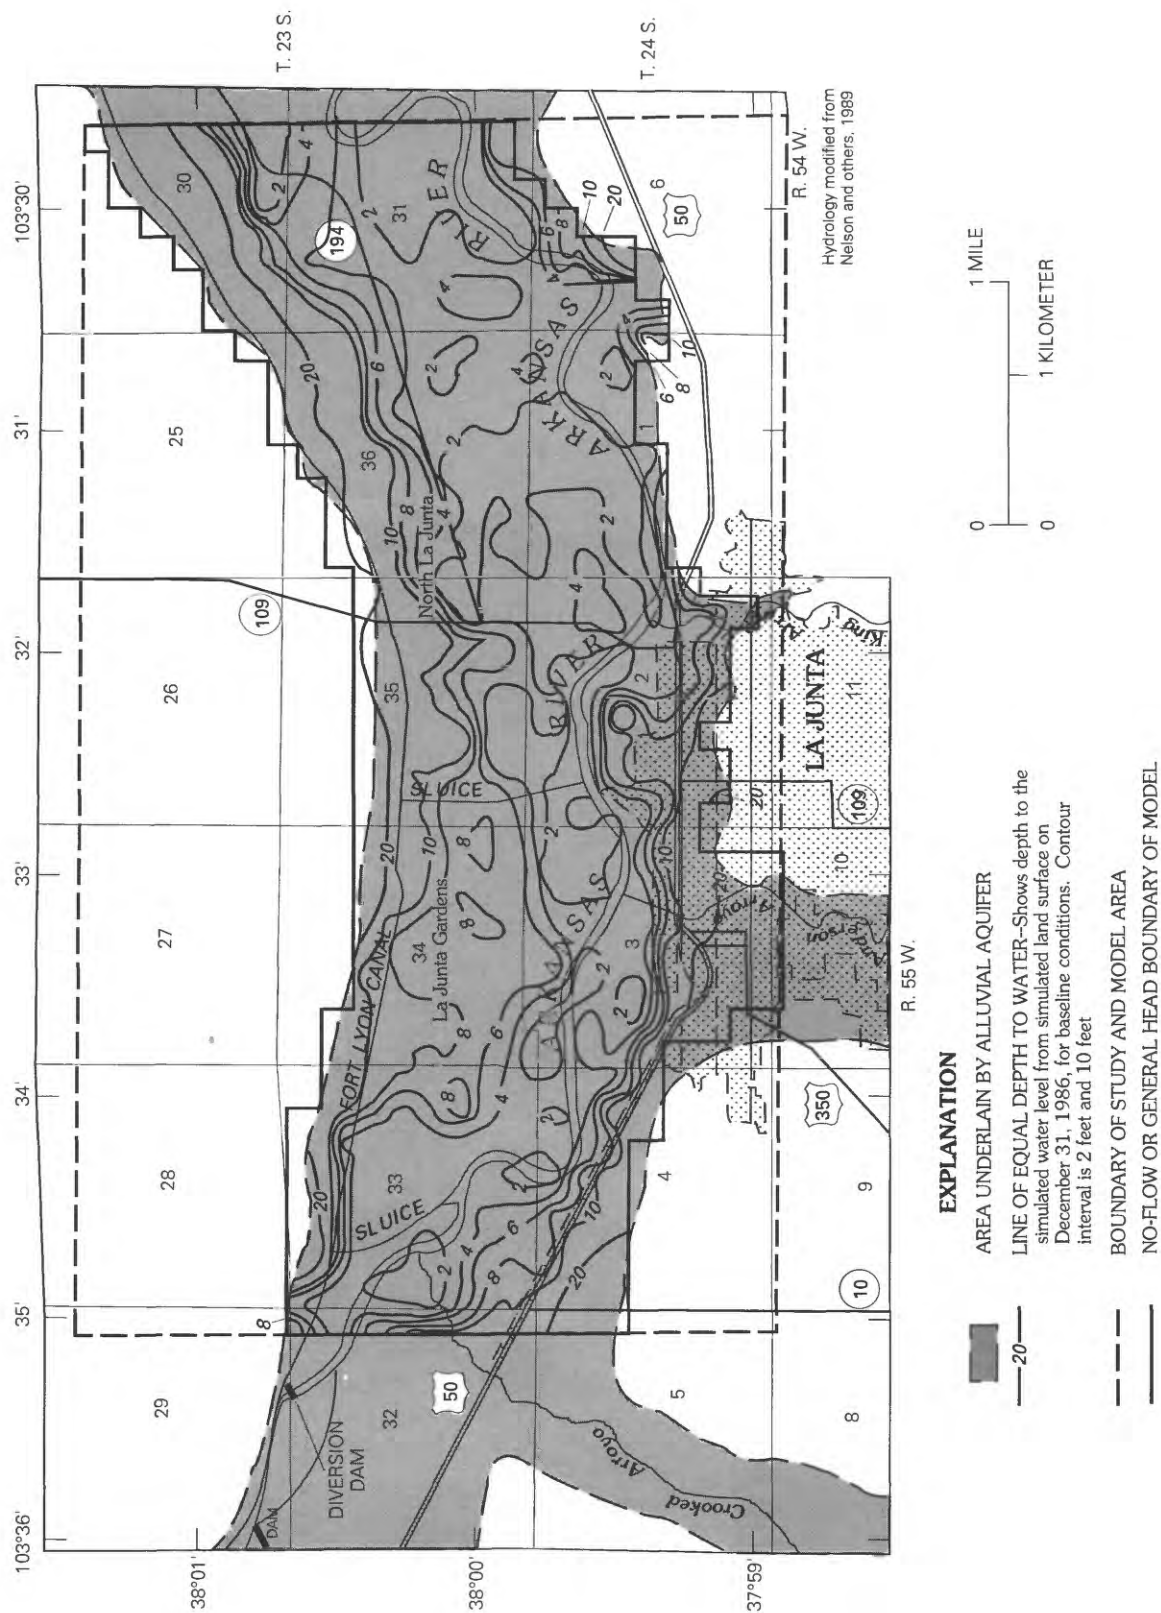 103°36'
35'
34'
33'
32'
31'
103°30'
38°01'
38°00'
37°59'
T. 23 S.
T. 24 S.
R. 55 W.
R. 54 W.
29
28
27
26
25
30
32
33
34
35
36
31
5
4
3
1
6
8
9
10
11
DAM
DIVERSION
DAM
SLUICE
FORT LYON CANAL
La Junta Gardens
SLUICE
North La Junta
ARKANSAS
RIVER
ARKANSAS
RIVER
LA JUNTA
Crooked
Arroyo
Anderson
Arroyo
King
50
10
350
109
109
194
50
20
10
8
6
4
2
Hydrology modified from
Nelson and others, 1989
0 1 MILE
0 1 KILOMETER
EXPLANATION
AREA UNDERLAIN BY ALLUVIAL AQUIFER
20 LINE OF EQUAL DEPTH TO WATER–Shows depth to the
simulated water level from simulated land surface on
December 31, 1986, for baseline conditions. Contour
interval is 2 feet and 10 feet
BOUNDARY OF STUDY AND MODEL AREA
NO-FLOW OR GENERAL HEAD BOUNDARY OF MODEL